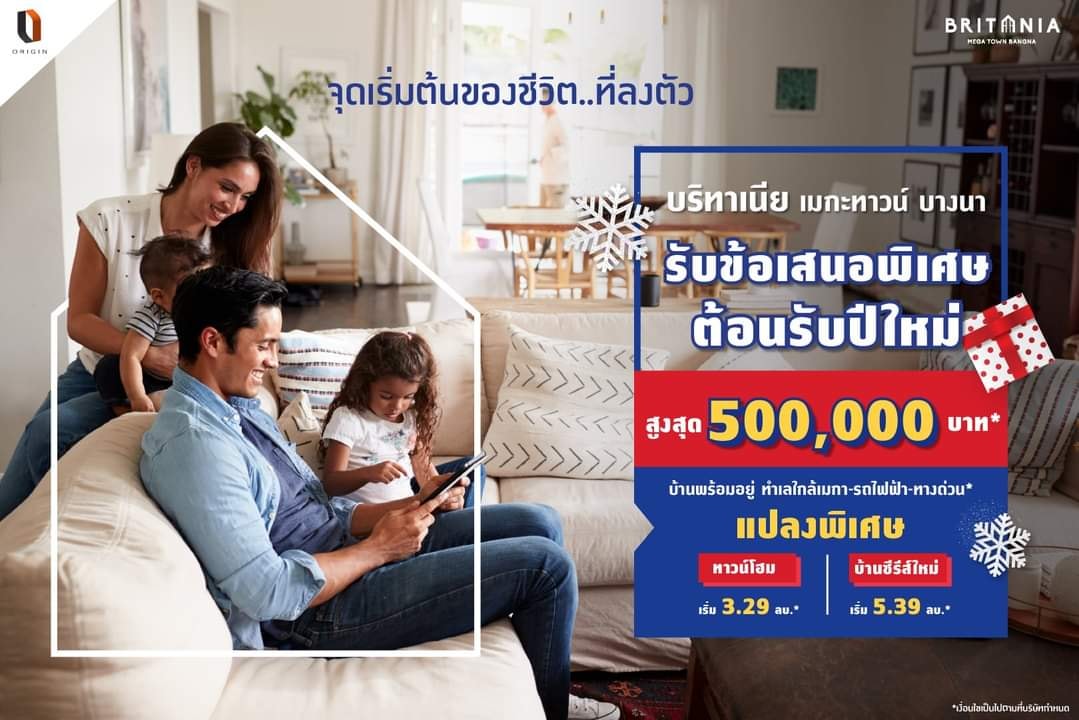 ORIGIN
BRITANIA
MEGA TOWN BANGNA
จุดเริ่มต้นของชีวิต..ที่ลงตัว
บริทาเนีย เมกะทาวน์ บางนา
รับข้อเสนอพิเศษ
ต้อนรับปีใหม่
สูงสุด 500,000 บาท*
บ้านพร้อมอยู่ ทำเลใกล้เมกา-รถไฟฟ้า-ทางด่วน*
แปลงพิเศษ
ทาวน์โฮม
เริ่ม 3.29 ลบ.*
บ้านซีรีส์ใหม่
เริ่ม 5.39 ลบ.*
*เงื่อนไขเป็นไปตามที่บริษัทกำหนด